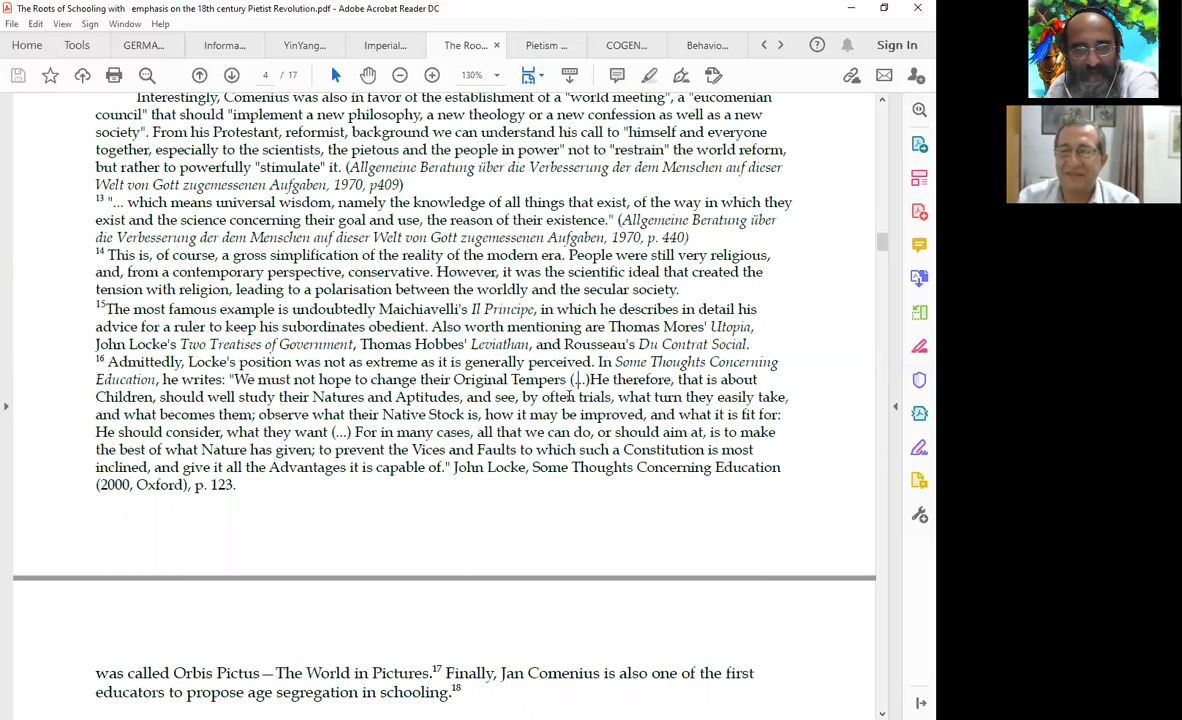 The Roots of Schooling with   emphasis on the 18th century Pietist Revolution.pdf - Adobe Acrobat Reader DC
File Edit View Sign Window Help
Home Tools GERMA... Informa... YinYang... Imperial... The Roo... × Pietism ... COGEN... Behavio... Sign In
4 / 17 130%
Interestingly, Comenius was also in favor of the establishment of a "world meeting", a "eucomenian
council" that should "implement a new philosophy, a new theology or a new confession as well as a new
society". From his Protestant, reformist, background we can understand his call to "himself and everyone
together, especially to the scientists, the pietous and the people in power" not to "restrain" the world reform,
but rather to powerfully "stimulate" it. (Allgemeine Beratung über die Verbesserung der dem Menschen auf dieser
Welt von Gott zugemessenen Aufgaben, 1970, p409)
13 "... which means universal wisdom, namely the knowledge of all things that exist, of the way in which they
exist and the science concerning their goal and use, the reason of their existence." (Allgemeine Beratung über
die Verbesserung der dem Menschen auf dieser Welt von Gott zugemessenen Aufgaben, 1970, p. 440)
14 This is, of course, a gross simplification of the reality of the modern era. People were still very religious,
and, from a contemporary perspective, conservative. However, it was the scientific ideal that created the
tension with religion, leading to a polarisation between the worldly and the secular society.
15The most famous example is undoubtedly Maichiavelli's Il Principe, in which he describes in detail his
advice for a ruler to keep his subordinates obedient. Also worth mentioning are Thomas Mores' Utopia,
John Locke's Two Treatises of Government, Thomas Hobbes' Leviathan, and Rousseau's Du Contrat Social.
16 Admittedly, Locke's position was not as extreme as it is generally perceived. In Some Thoughts Concerning
Education, he writes: "We must not hope to change their Original Tempers (...)He therefore, that is about
Children, should well study their Natures and Aptitudes, and see, by often trials, what turn they easily take,
and what becomes them; observe what their Native Stock is, how it may be improved, and what it is fit for:
He should consider, what they want (...) For in many cases, all that we can do, or should aim at, is to make
the best of what Nature has given; to prevent the Vices and Faults to which such a Constitution is most
inclined, and give it all the Advantages it is capable of." John Locke, Some Thoughts Concerning Education
(2000, Oxford), p. 123.
was called Orbis Pictus—The World in Pictures.17 Finally, Jan Comenius is also one of the first
educators to propose age segregation in schooling.18